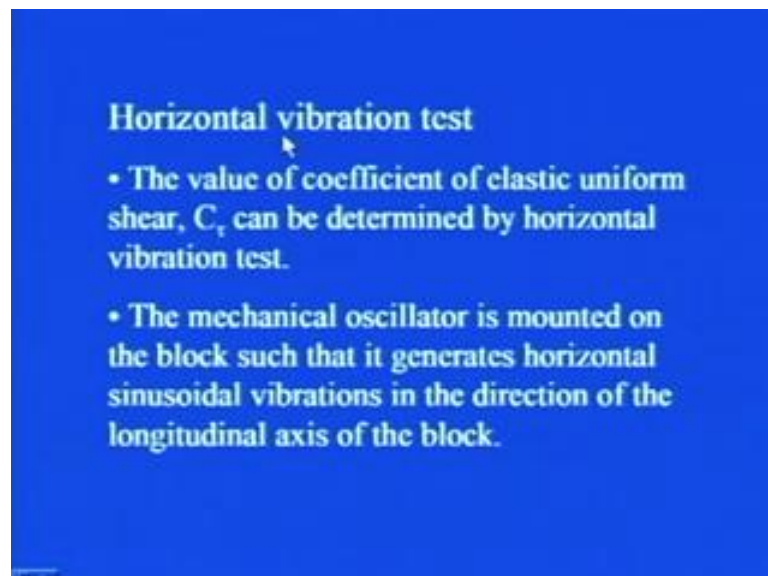 Horizontal vibration test
• The value of coefficient of elastic uniform
shear, Cτ can be determined by horizontal
vibration test.
• The mechanical oscillator is mounted on
the block such that it generates horizontal
sinusoidal vibrations in the direction of the
longitudinal axis of the block.